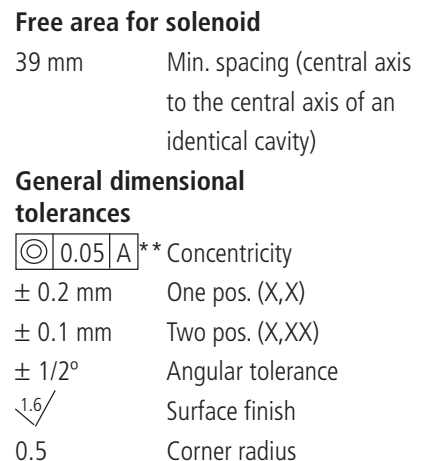 Free area for solenoid
39 mm Min. spacing (central axis
to the central axis of an
identical cavity)
General dimensional
tolerances
◎ 0.05 A ** Concentricity
± 0.2 mm One pos. (X,X)
± 0.1 mm Two pos. (X,XX)
± 1/2º Angular tolerance
1.6 Surface finish
0.5 Corner radius